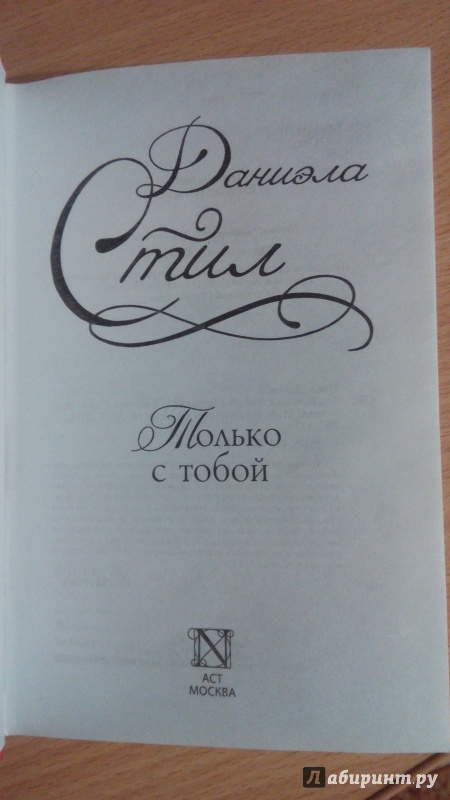 Даниэла
Стил
Только
с тобой
N
АСТ
МОСКВА
Лабиринт.ру